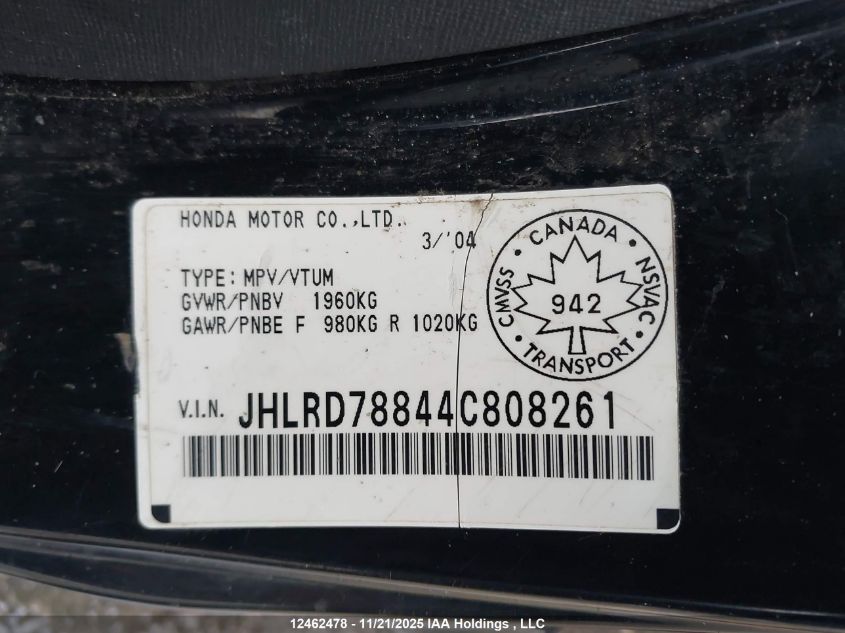 HONDA MOTOR CO.,LTD.
3/'04
TYPE: MPV/VTUM
GVWR/PNBV 1960KG
GAWR/PNBE F 980KG R 1020KG
CANADA • NSVAC • TRANSPORT • CMVSS •
942
V.I.N. JHLRD78844C808261
12462478 - 11/21/2025 IAA Holdings , LLC